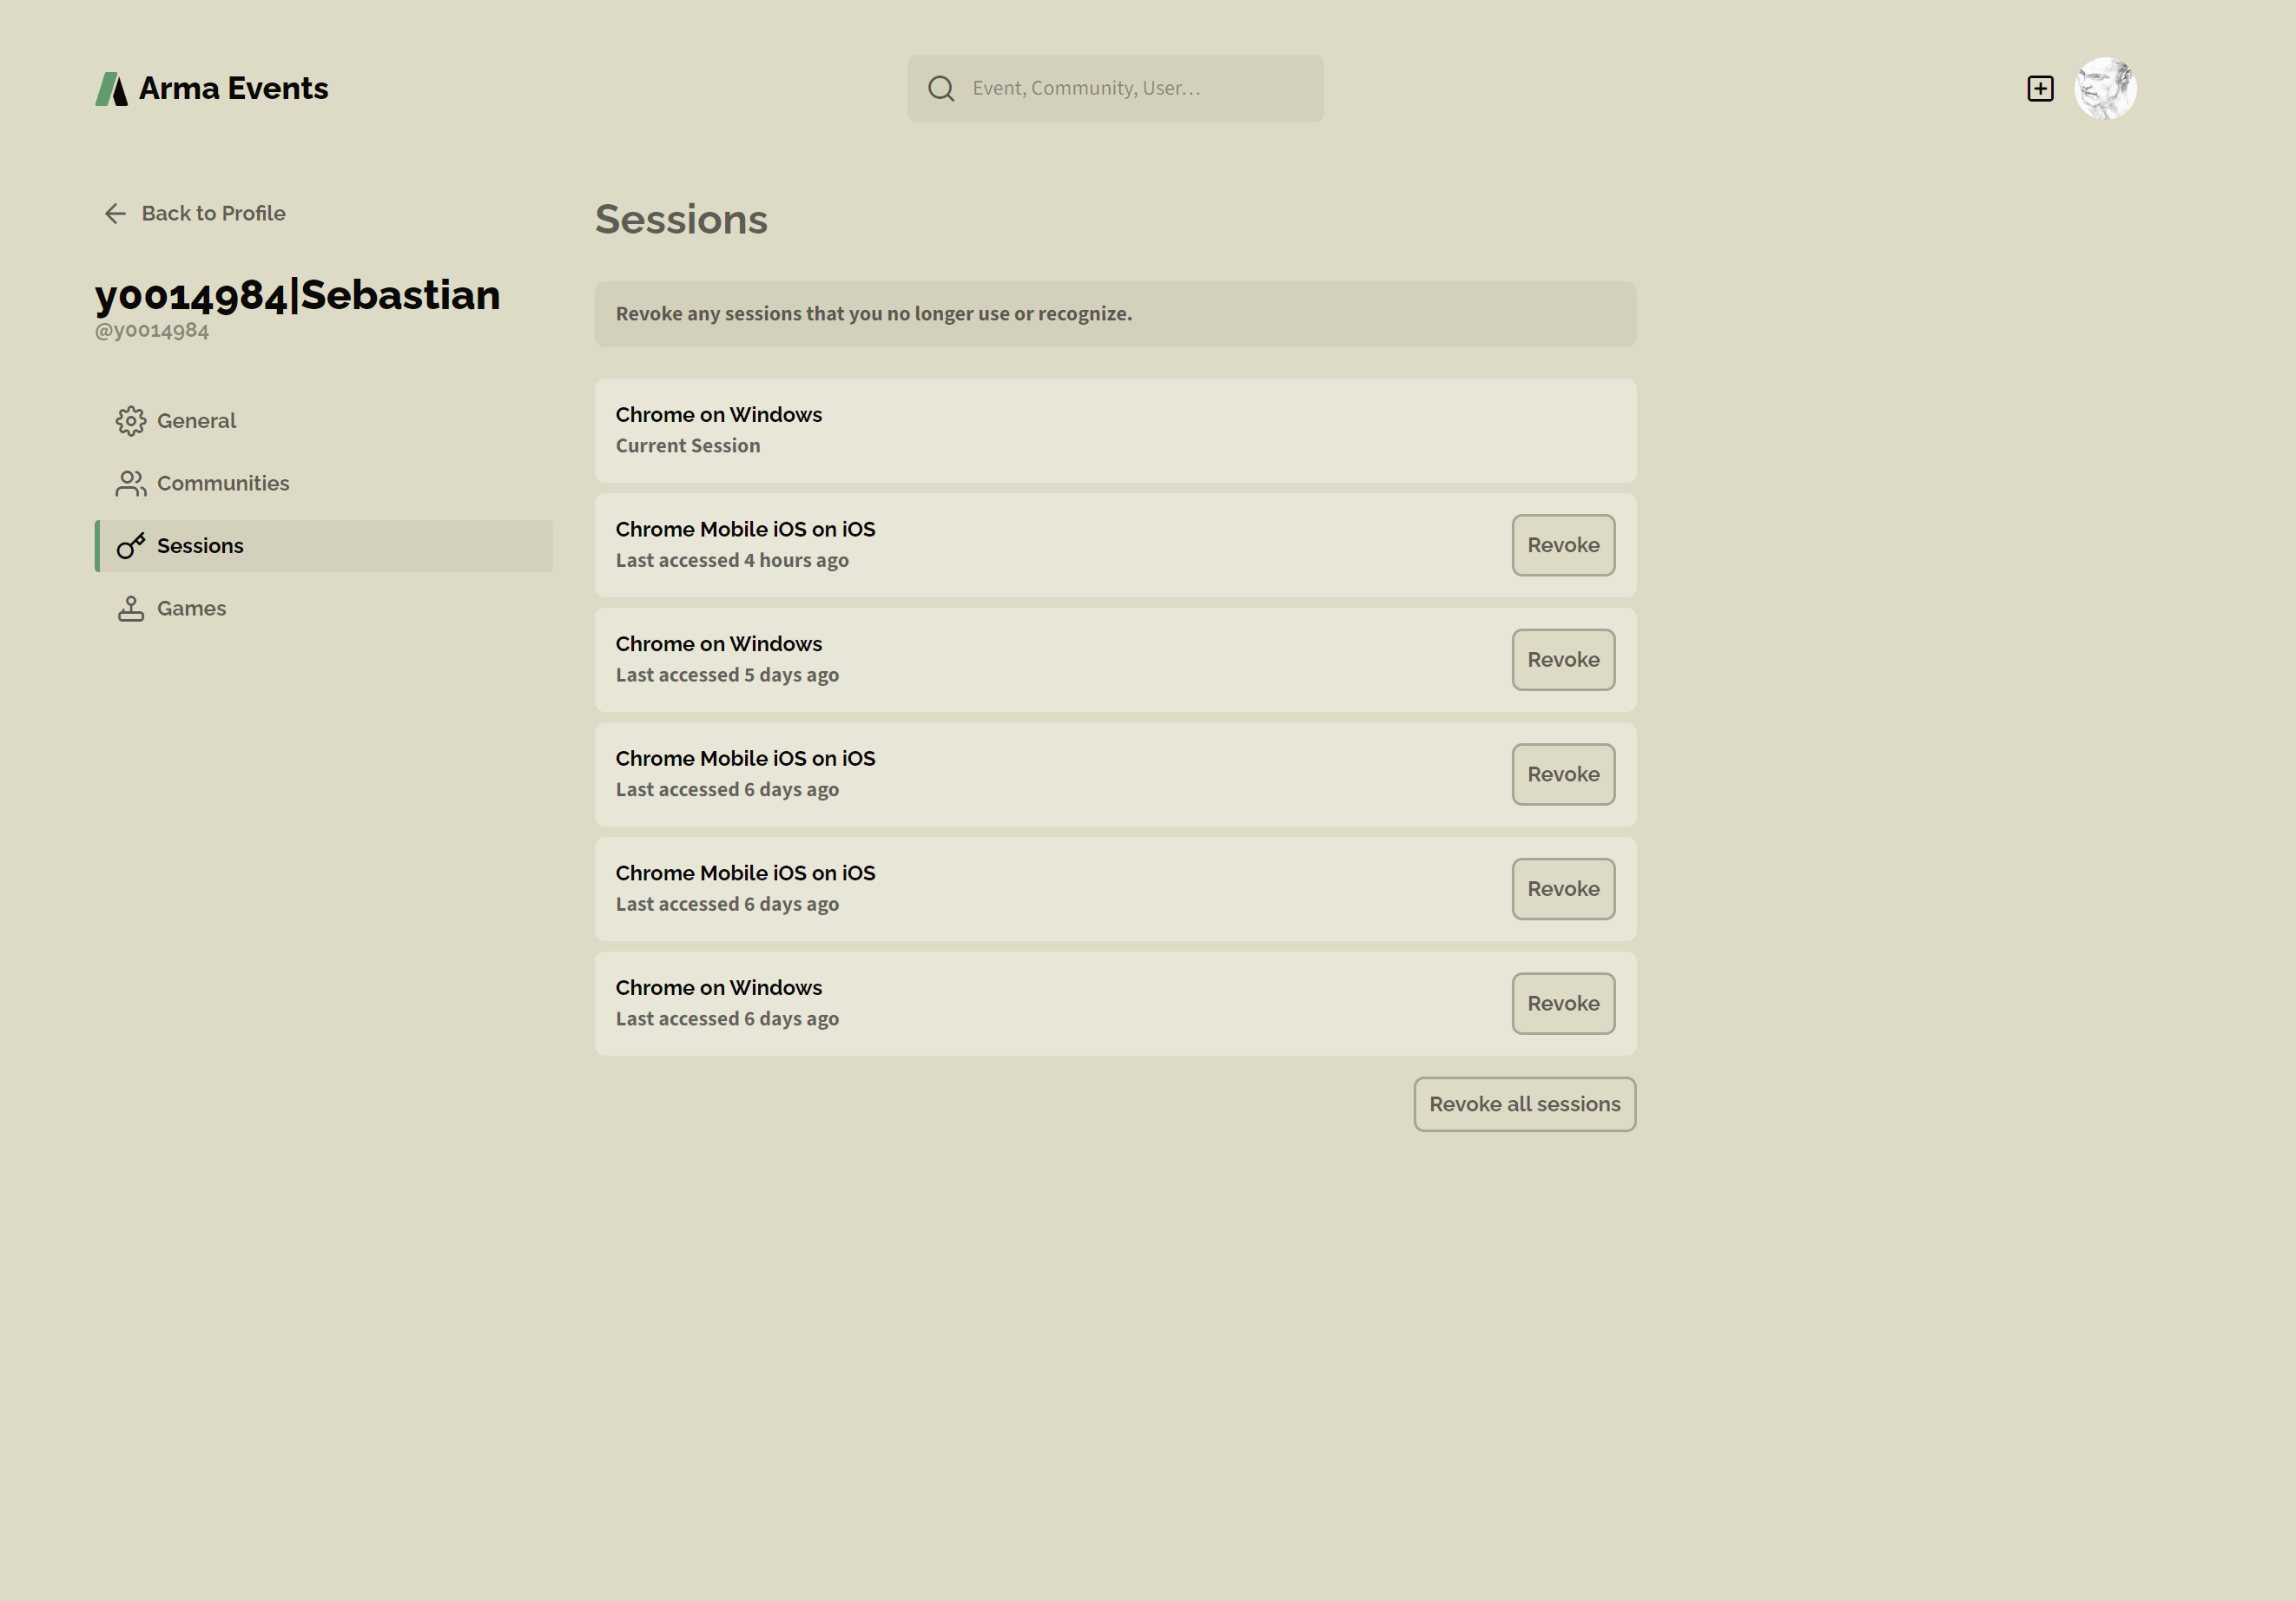 Arma Events
Event, Community, User...
Back to Profile
y0014984|Sebastian
@y0014984
General
Communities
Sessions
Games
Sessions
Revoke any sessions that you no longer use or recognize.
Chrome on Windows
Current Session
Chrome Mobile iOS on iOS
Last accessed 4 hours ago
Revoke
Chrome on Windows
Last accessed 5 days ago
Revoke
Chrome Mobile iOS on iOS
Last accessed 6 days ago
Revoke
Chrome Mobile iOS on iOS
Last accessed 6 days ago
Revoke
Chrome on Windows
Last accessed 6 days ago
Revoke
Revoke all sessions